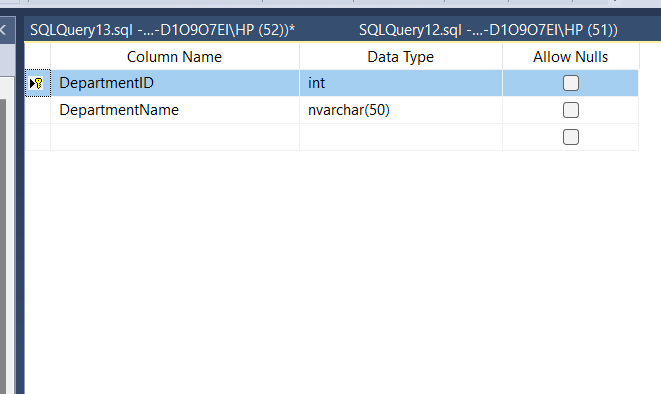 SQLQuery13.sql -...-D1O9O7EI\HP (52))* SQLQuery12.sql -...-D1O9O7EI\HP (51))
Column Name Data Type Allow Nulls
DepartmentID int
DepartmentName nvarchar(50)